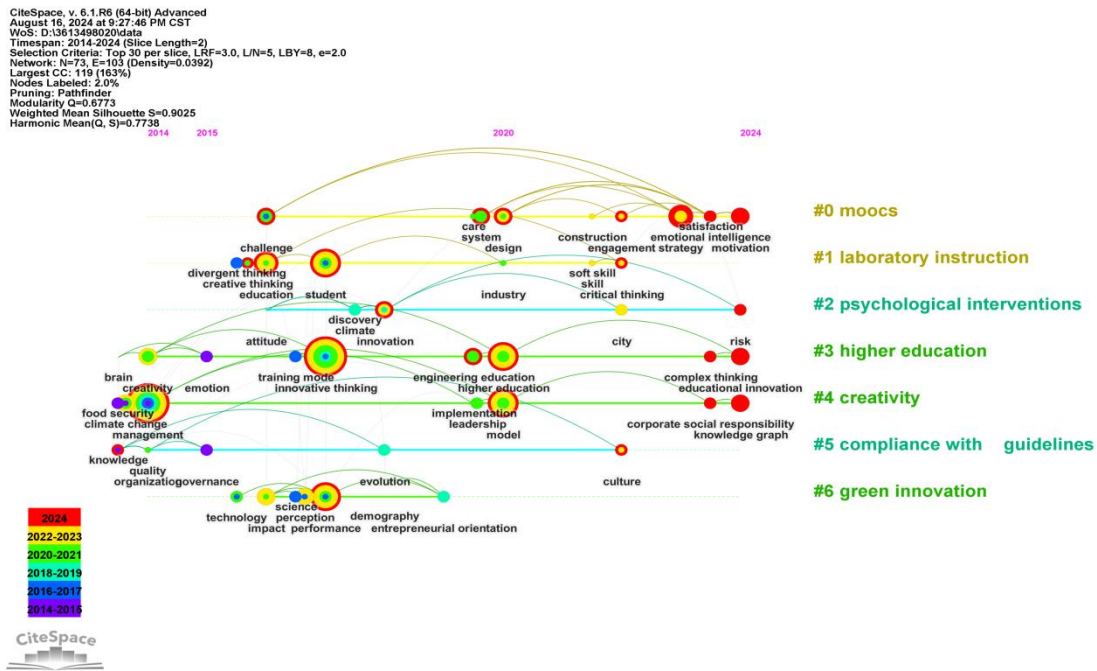 CiteSpace, v. 6.1.R6 (64-bit) Advanced
August 16, 2024 at 9:27:46 PM CST
WoS: D:\3613498020\data
Timespan: 2014-2024 (Slice Length=2)
Selection Criteria: Top 30 per slice, LRF=3.0, L/N=5, LBY=8, e=2.0
Network: N=73, E=103 (Density=0.0392)
Largest CC: 119 (163%)
Nodes Labeled: 2.0%
Pruning: Pathfinder
Modularity Q=0.6773
Weighted Mean Silhouette S=0.9025
Harmonic Mean(Q, S)=0.7738
2014 2015 2020 2024
#0 moocs
care satisfaction
system construction emotional intelligence
challenge design engagement strategy motivation
#1 laboratory instruction
divergent thinking soft skill
creative thinking skill
education student industry critical thinking
#2 psychological interventions
discovery
climate
attitude innovation city risk
#3 higher education
brain training mode engineering education complex thinking
creativity emotion innovative thinking higher education educational innovation
#4 creativity
food security implementation
climate change leadership corporate social responsibility
management model knowledge graph
#5 compliance with guidelines
knowledge
quality
organization governance evolution culture
#6 green innovation
science
technology perception demography
impact performance entrepreneurial orientation
2024
2022-2023
2020-2021
2018-2019
2016-2017
2014-2015
CiteSpace